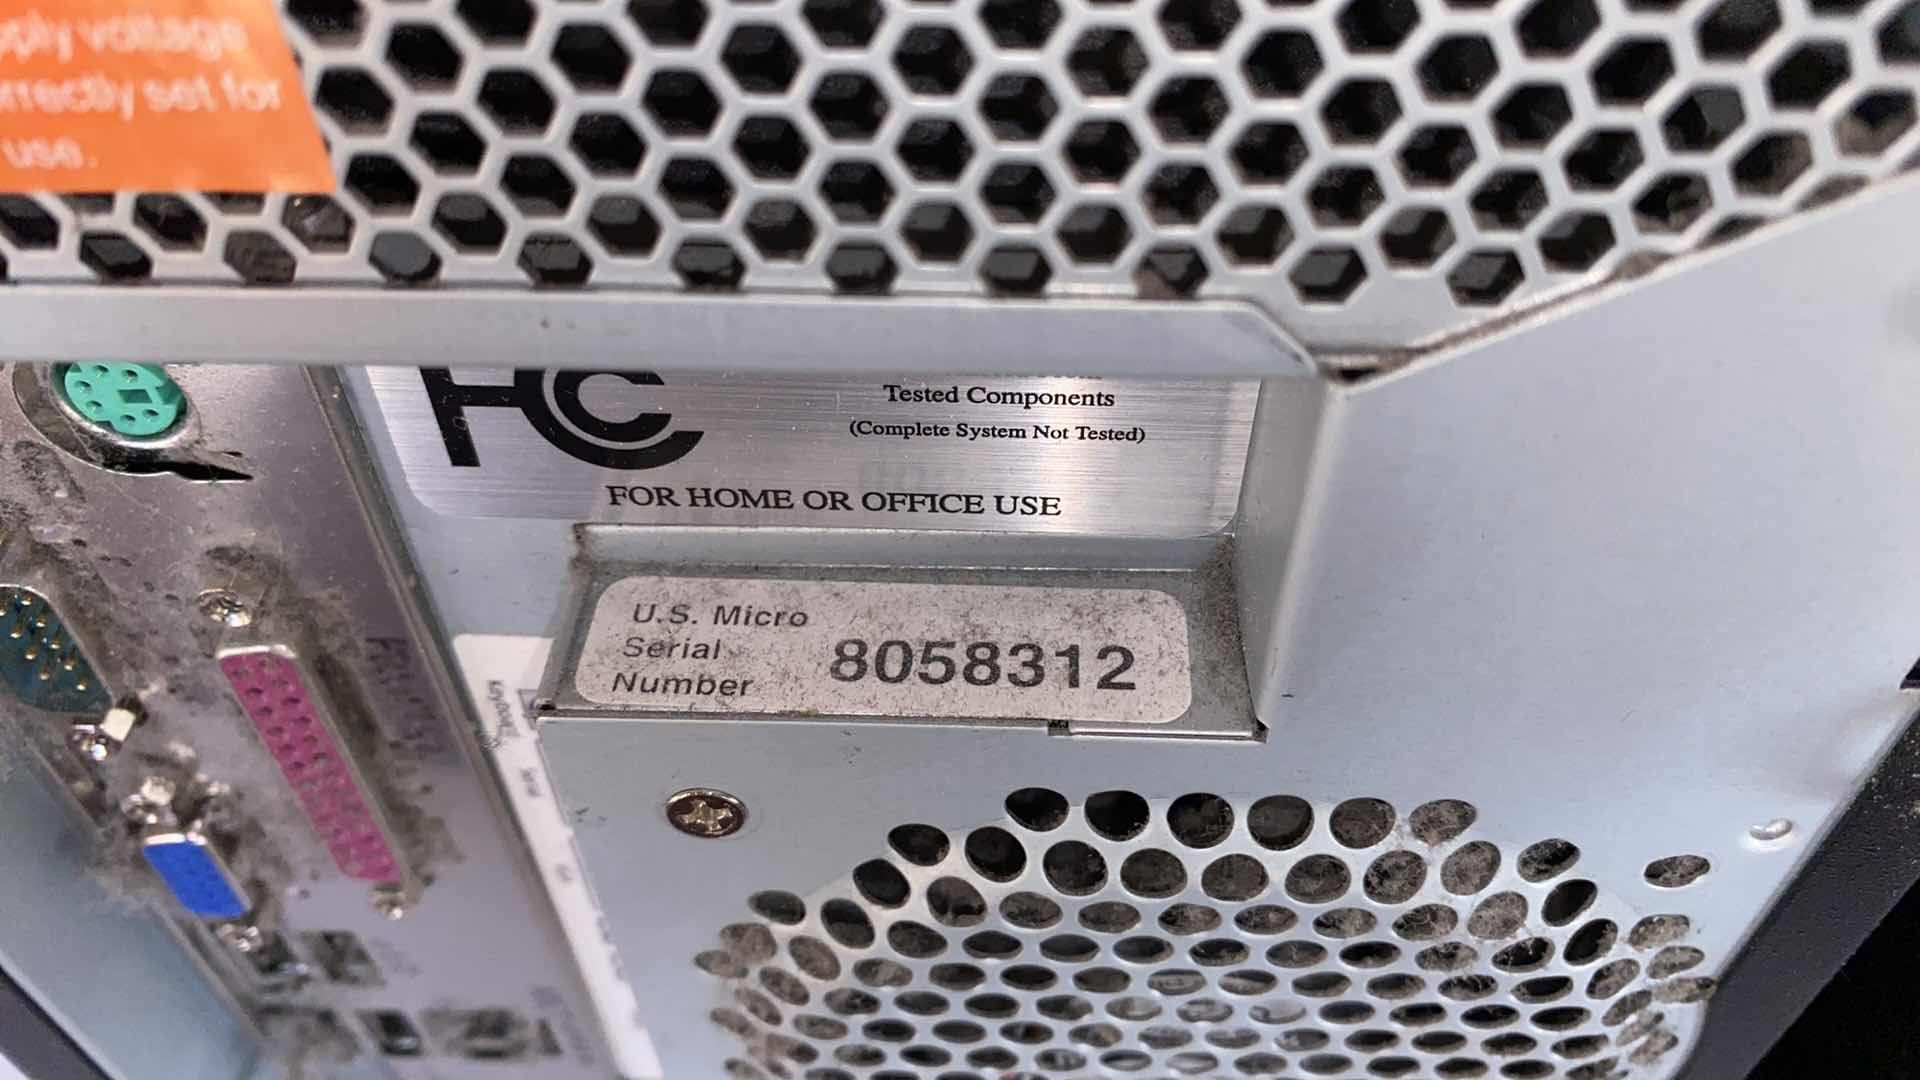 ply voltage
rrectly set for
use.
FC
Tested Components
(Complete System Not Tested)
FOR HOME OR OFFICE USE
U.S. Micro
Serial
Number
8058312